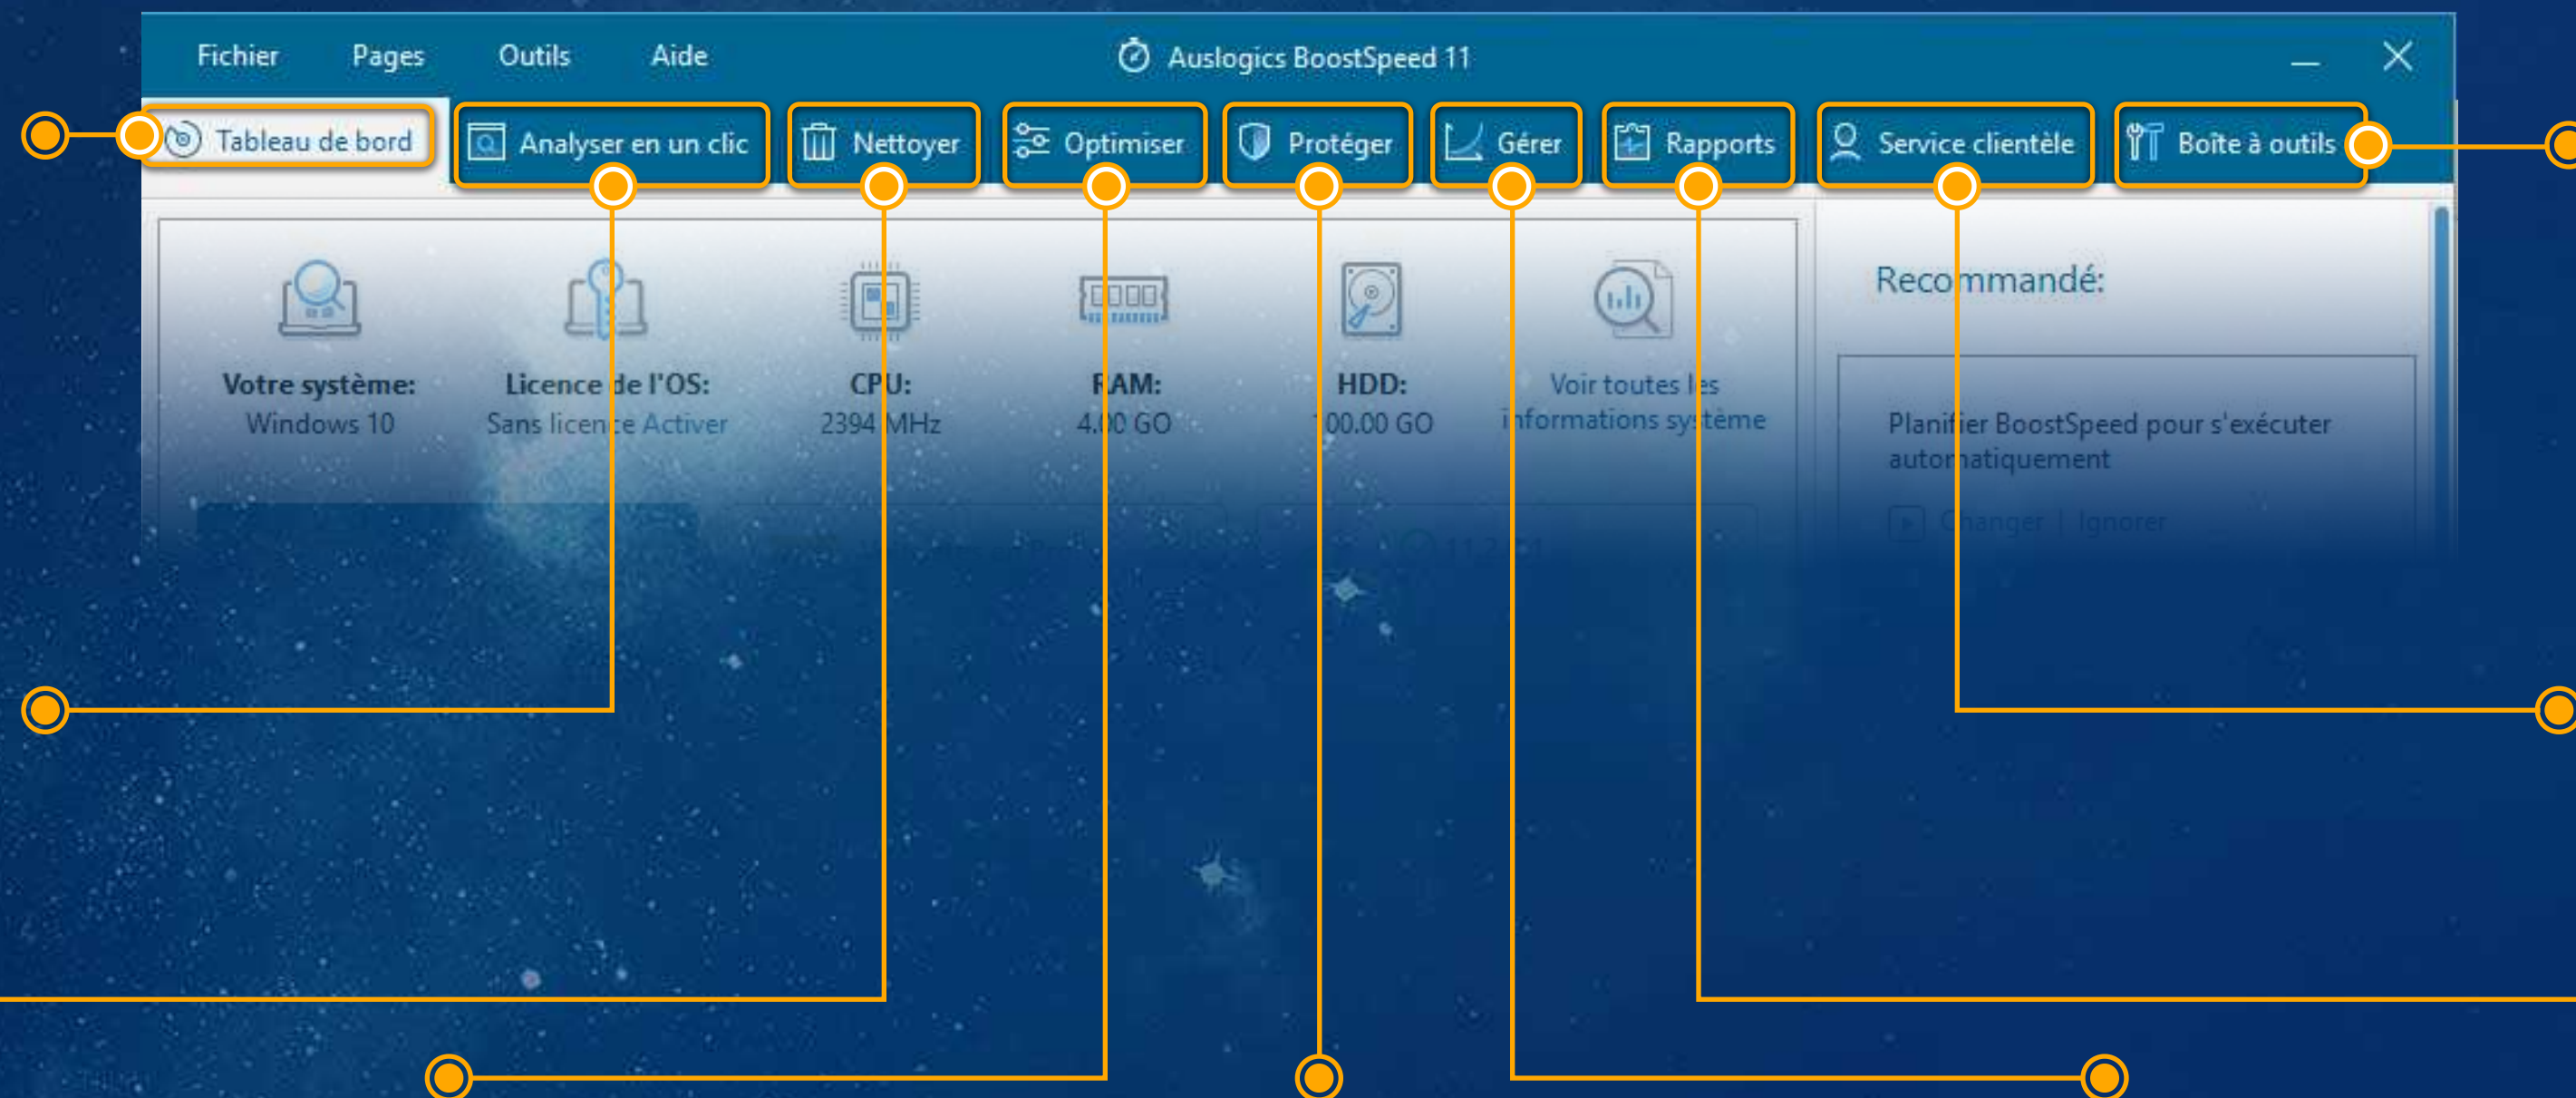 Fichier Pages Outils Aide Auslogics BoostSpeed 11
Tableau de bord Analyser en un clic Nettoyer Optimiser Protéger Gérer Rapports Service clientèle Boîte à outils
Recommandé:
Votre système: Licence de l'OS: CPU: RAM: HDD: Voir toutes les
Windows 10 Sans licence Activer 2394 MHz 4.00 GO 00.00 GO informations système
Planifier BoostSpeed pour s'exécuter
automatiquement
Changer | Ignorer